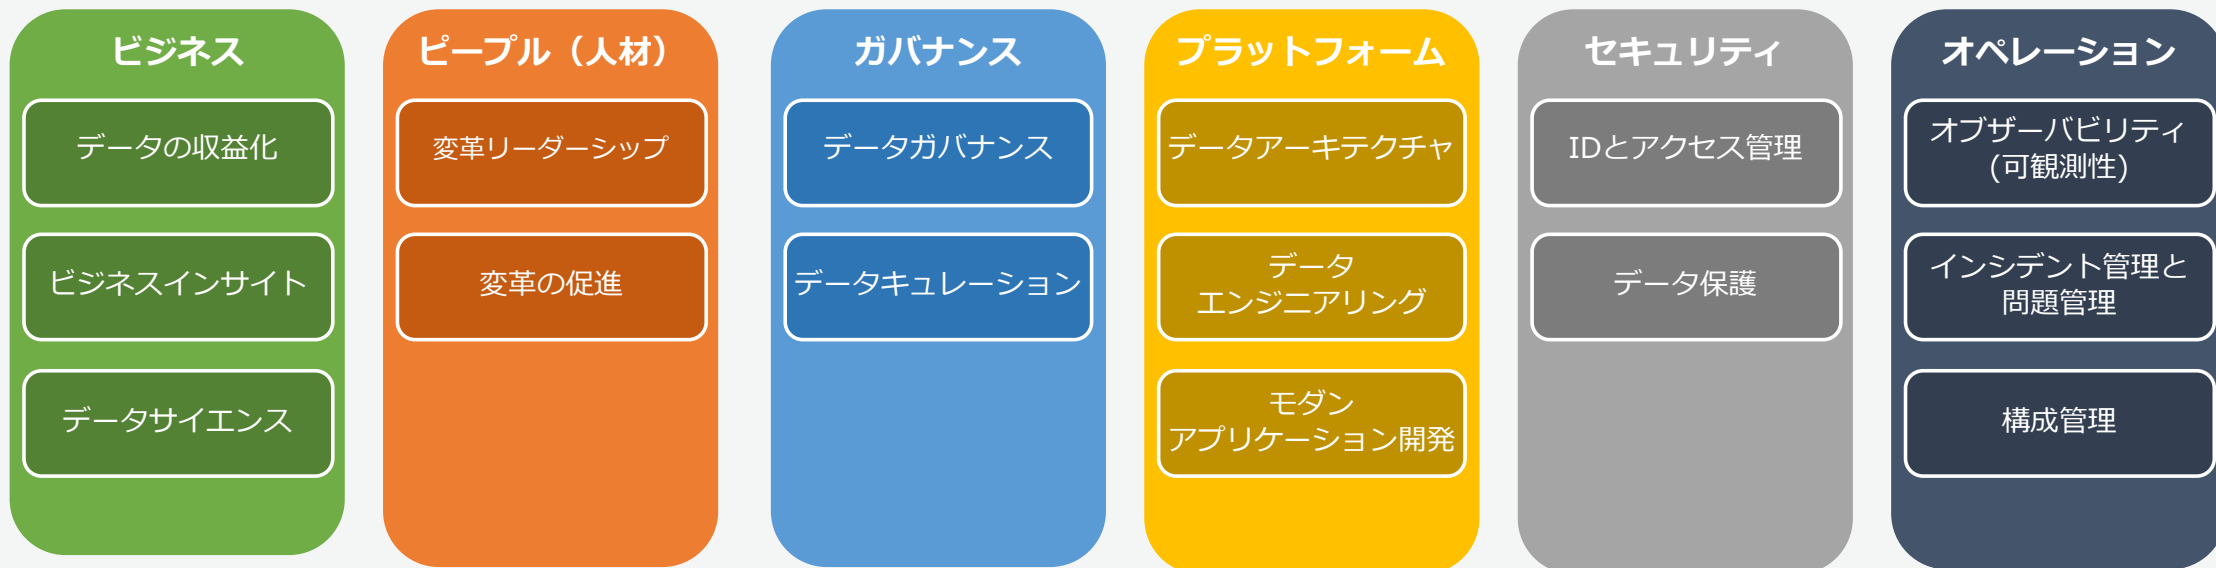 ビジネス
データの収益化
ビジネスインサイト
データサイエンス
ピープル（人材）
変革リーダーシップ
変革の促進
ガバナンス
データガバナンス
データキュレーション
プラットフォーム
データアーキテクチャ
データ
エンジニアリング
モダン
アプリケーション開発
セキュリティ
IDとアクセス管理
データ保護
オペレーション
オブザーバビリティ
(可観測性)
インシデント管理と
問題管理
構成管理